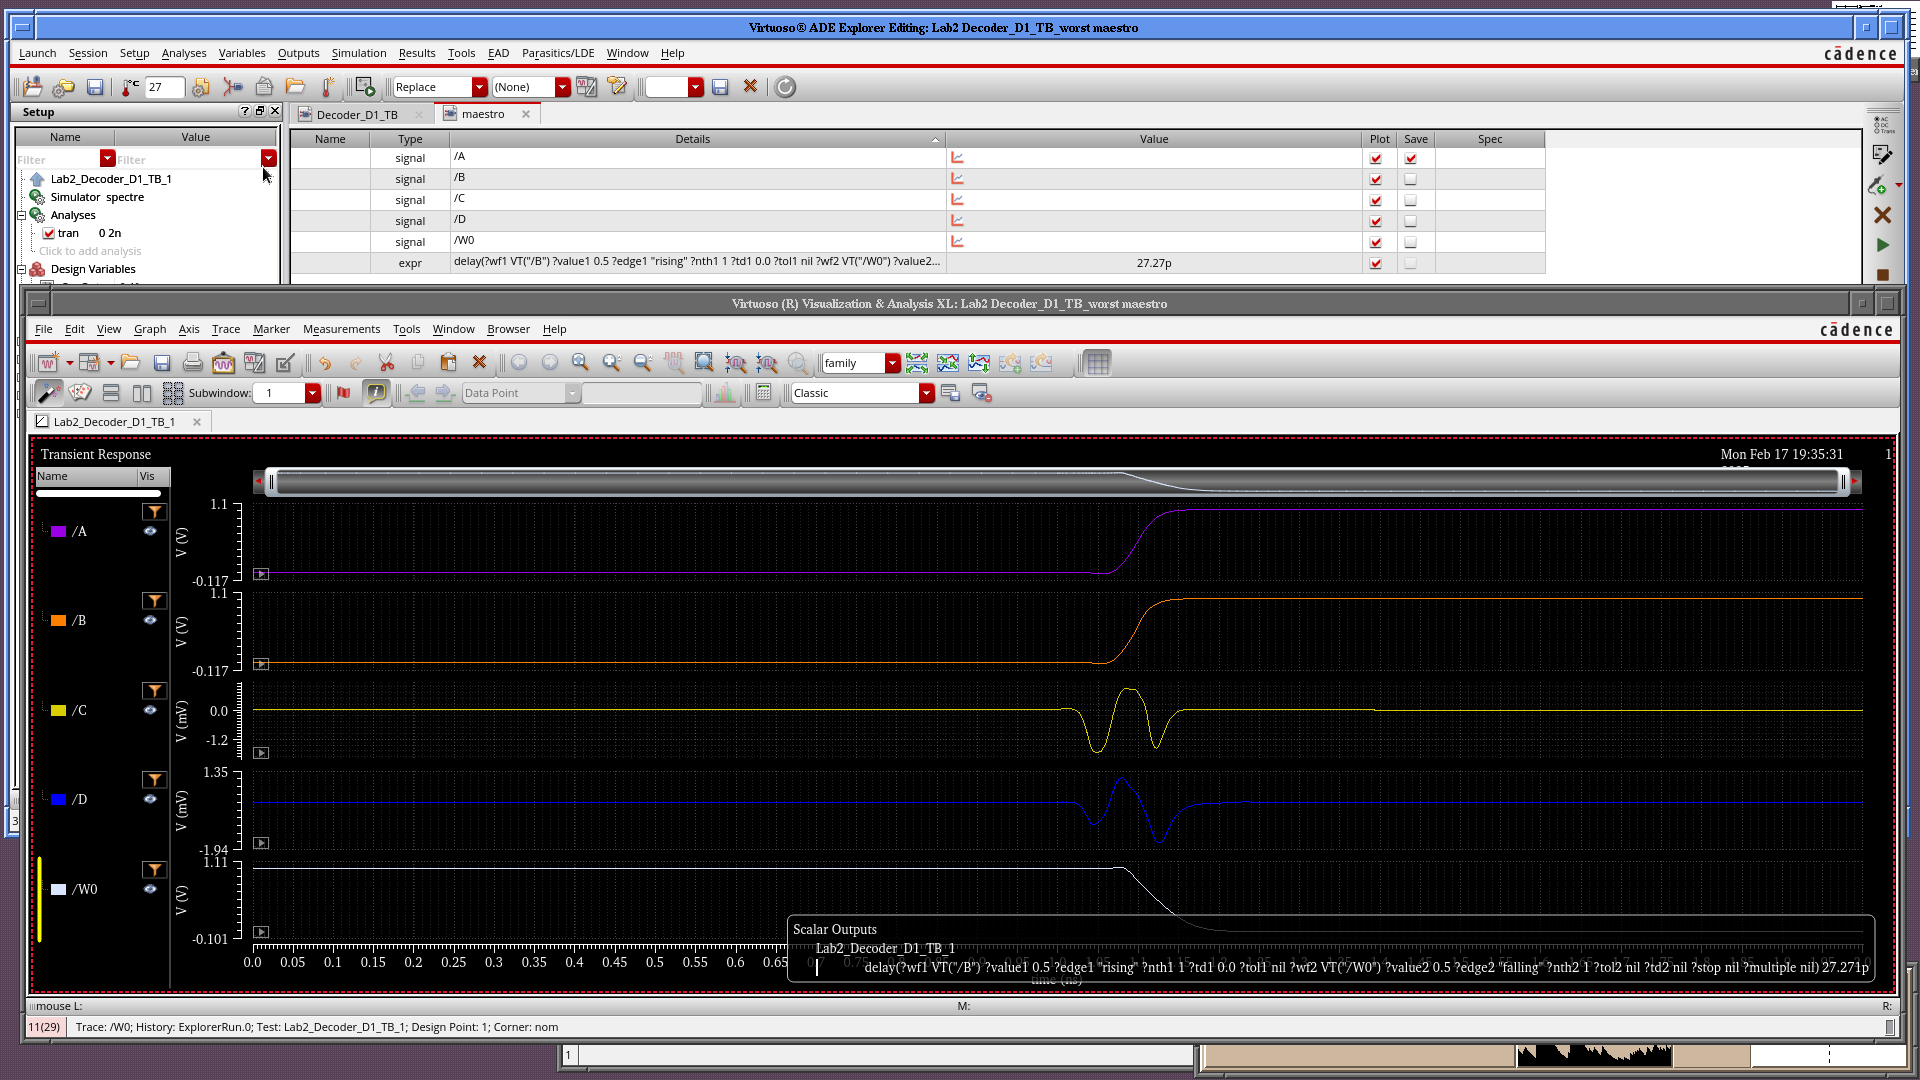 Virtuoso® ADE Explorer Editing: Lab2 Decoder_D1_TB_worst maestro
Launch Session Setup Analyses Variables Outputs Simulation Results Tools EAD Parasitics/LDE Window Help
cādence
°C 27 Replace (None)
Setup
Decoder_D1_TB maestro
Name Value
Filter Filter
Lab2_Decoder_D1_TB_1
Simulator spectre
Analyses
tran 0 2n
Click to add analysis
Design Variables
Name Type Details Value Plot Save Spec
signal /A
signal /B
signal /C
signal /D
signal /W0
expr delay(?wf1 VT("/B") ?value1 0.5 ?edge1 "rising" ?nth1 1 ?td1 0.0 ?tol1 nil ?wf2 VT("/W0") ?value2... 27.27p
AC
DC
Trans
Virtuoso (R) Visualization & Analysis XL: Lab2 Decoder_D1_TB_worst maestro
File Edit View Graph Axis Trace Marker Measurements Tools Window Browser Help
cādence
family
Subwindow: 1 Data Point Classic
Lab2_Decoder_D1_TB_1
Transient Response
Mon Feb 17 19:35:31
1
Name Vis
/A
V (V)
1.1
-0.117
/B
V (V)
1.1
-0.117
/C
V (mV)
0.0
-1.2
/D
V (mV)
1.35
-1.94
/W0
V (V)
1.11
-0.101
0.0 0.05 0.1 0.15 0.2 0.25 0.3 0.35 0.4 0.45 0.5 0.55 0.6 0.65
time (ns)
Scalar Outputs
Lab2_Decoder_D1_TB_1
delay(?wf1 VT("/B") ?value1 0.5 ?edge1 "rising" ?nth1 1 ?td1 0.0 ?tol1 nil ?wf2 VT("/W0") ?value2 0.5 ?edge2 "falling" ?nth2 1 ?tol2 nil ?td2 nil ?stop nil ?multiple nil) 27.271p
mouse L: M: R:
11(29) Trace: /W0; History: ExplorerRun.0; Test: Lab2_Decoder_D1_TB_1; Design Point: 1; Corner: nom
3
1